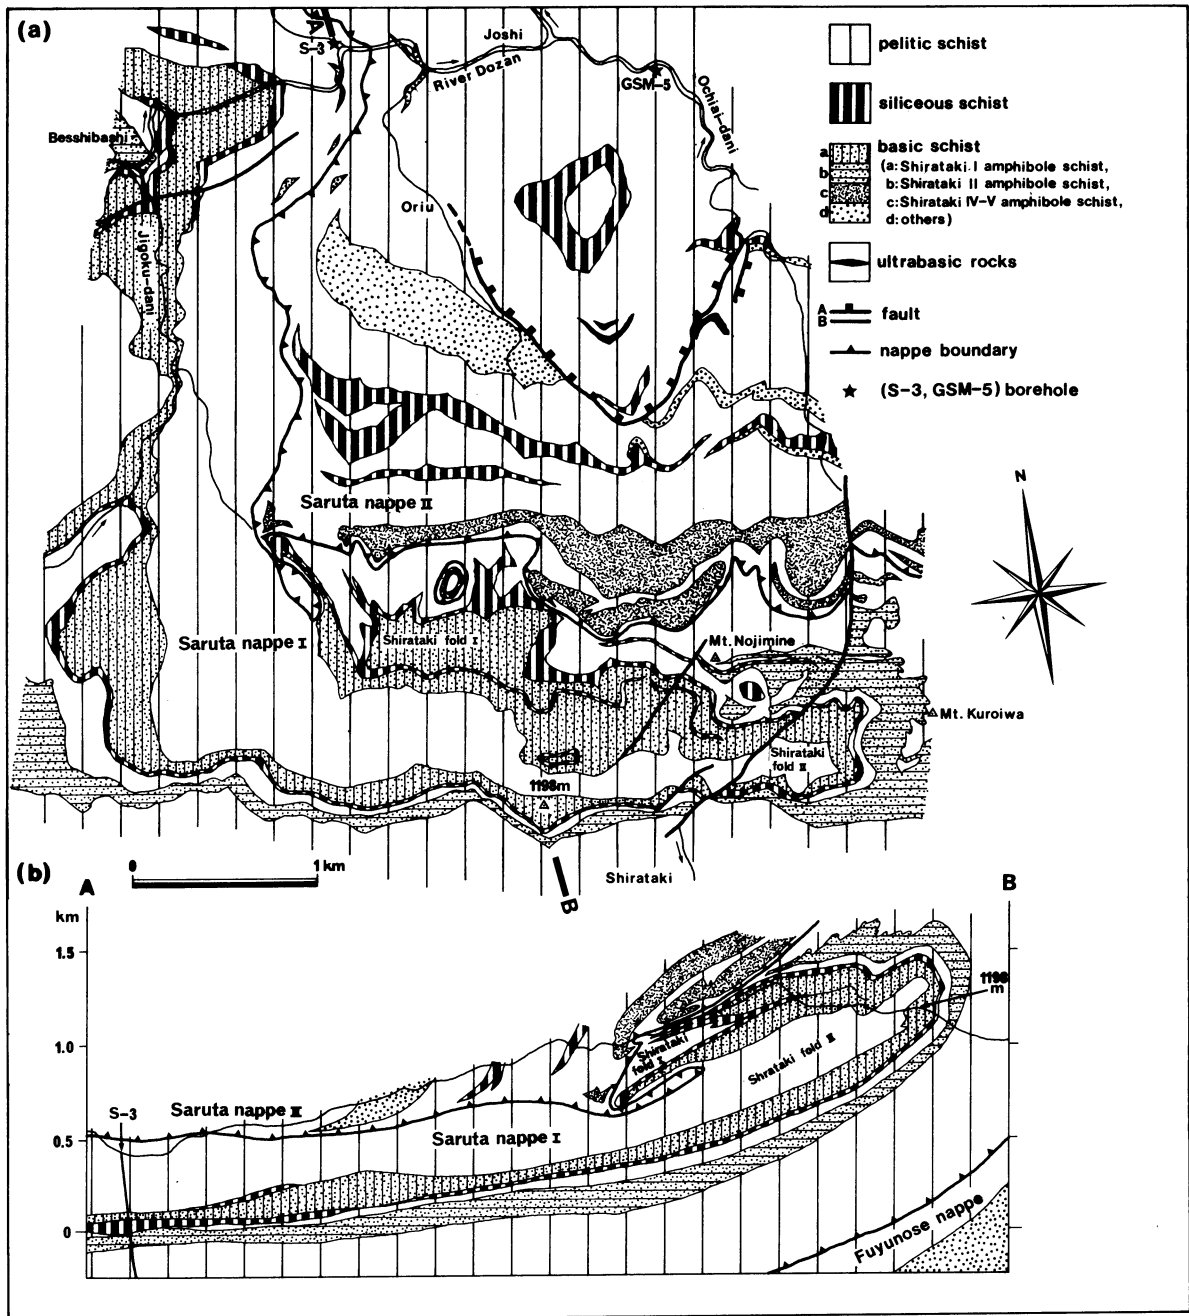 (a)
A
S-3
Joshi
River Dozan
GSM-5
Ochiai-dani
Besshibashi
Oriu
Jigoku-dani
pelitic schist
siliceous schist
basic schist
a
(a: Shirataki I amphibole schist,
b
b: Shirataki II amphibole schist,
c
c: Shirataki IV-V amphibole schist,
d
d: others)
ultrabasic rocks
A
B
fault
nappe boundary
(S-3, GSM-5) borehole
N
Saruta nappe II
Saruta nappe I
Shirataki fold I
Mt. Nojimine
Mt. Kuroiwa
Shirataki
fold II
1198m
Shirataki
B
0
1 km
(b)
A
B
km
1.5
1.0
0.5
0
1198
m
S-3
Saruta nappe II
Saruta nappe I
Shirataki
fold I
Shrataki fold II
Fuyunose nappe